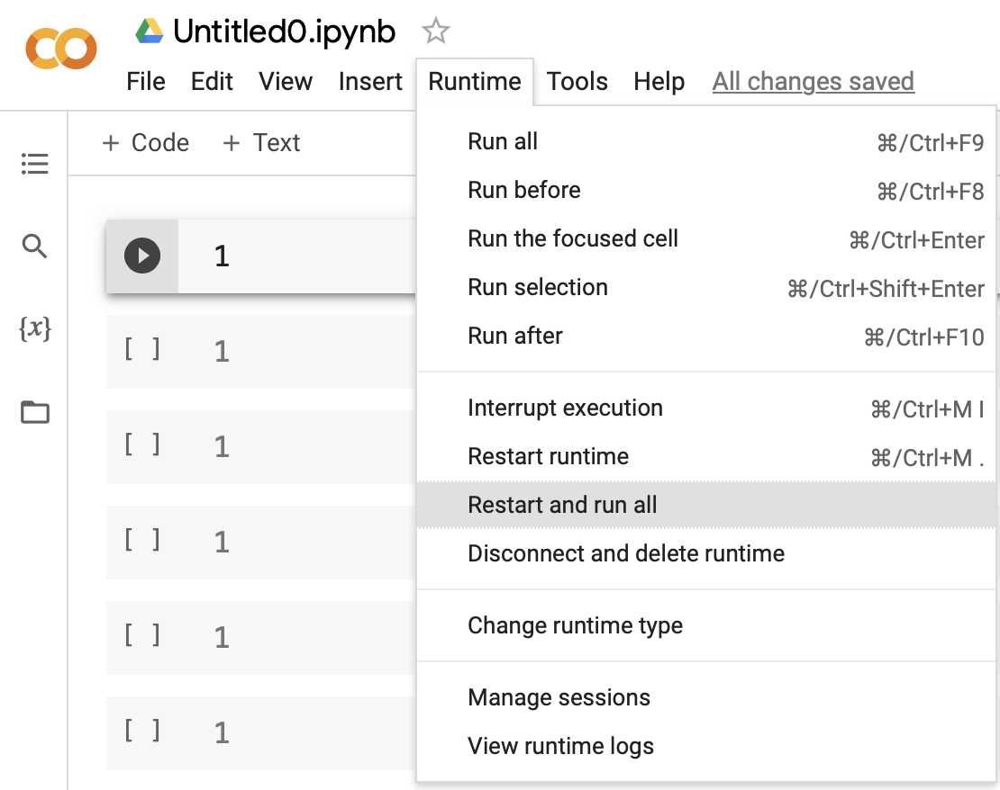 Untitled0.ipynb
File Edit View Insert Runtime Tools Help All changes saved
+ Code + Text
Run all ⌘/Ctrl+F9
Run before ⌘/Ctrl+F8
Run the focused cell ⌘/Ctrl+Enter
Run selection ⌘/Ctrl+Shift+Enter
Run after ⌘/Ctrl+F10
Interrupt execution ⌘/Ctrl+M I
Restart runtime ⌘/Ctrl+M .
Restart and run all
Disconnect and delete runtime
Change runtime type
Manage sessions
View runtime logs
{x}
1
[ ] 1
[ ] 1
[ ] 1
[ ] 1
[ ] 1